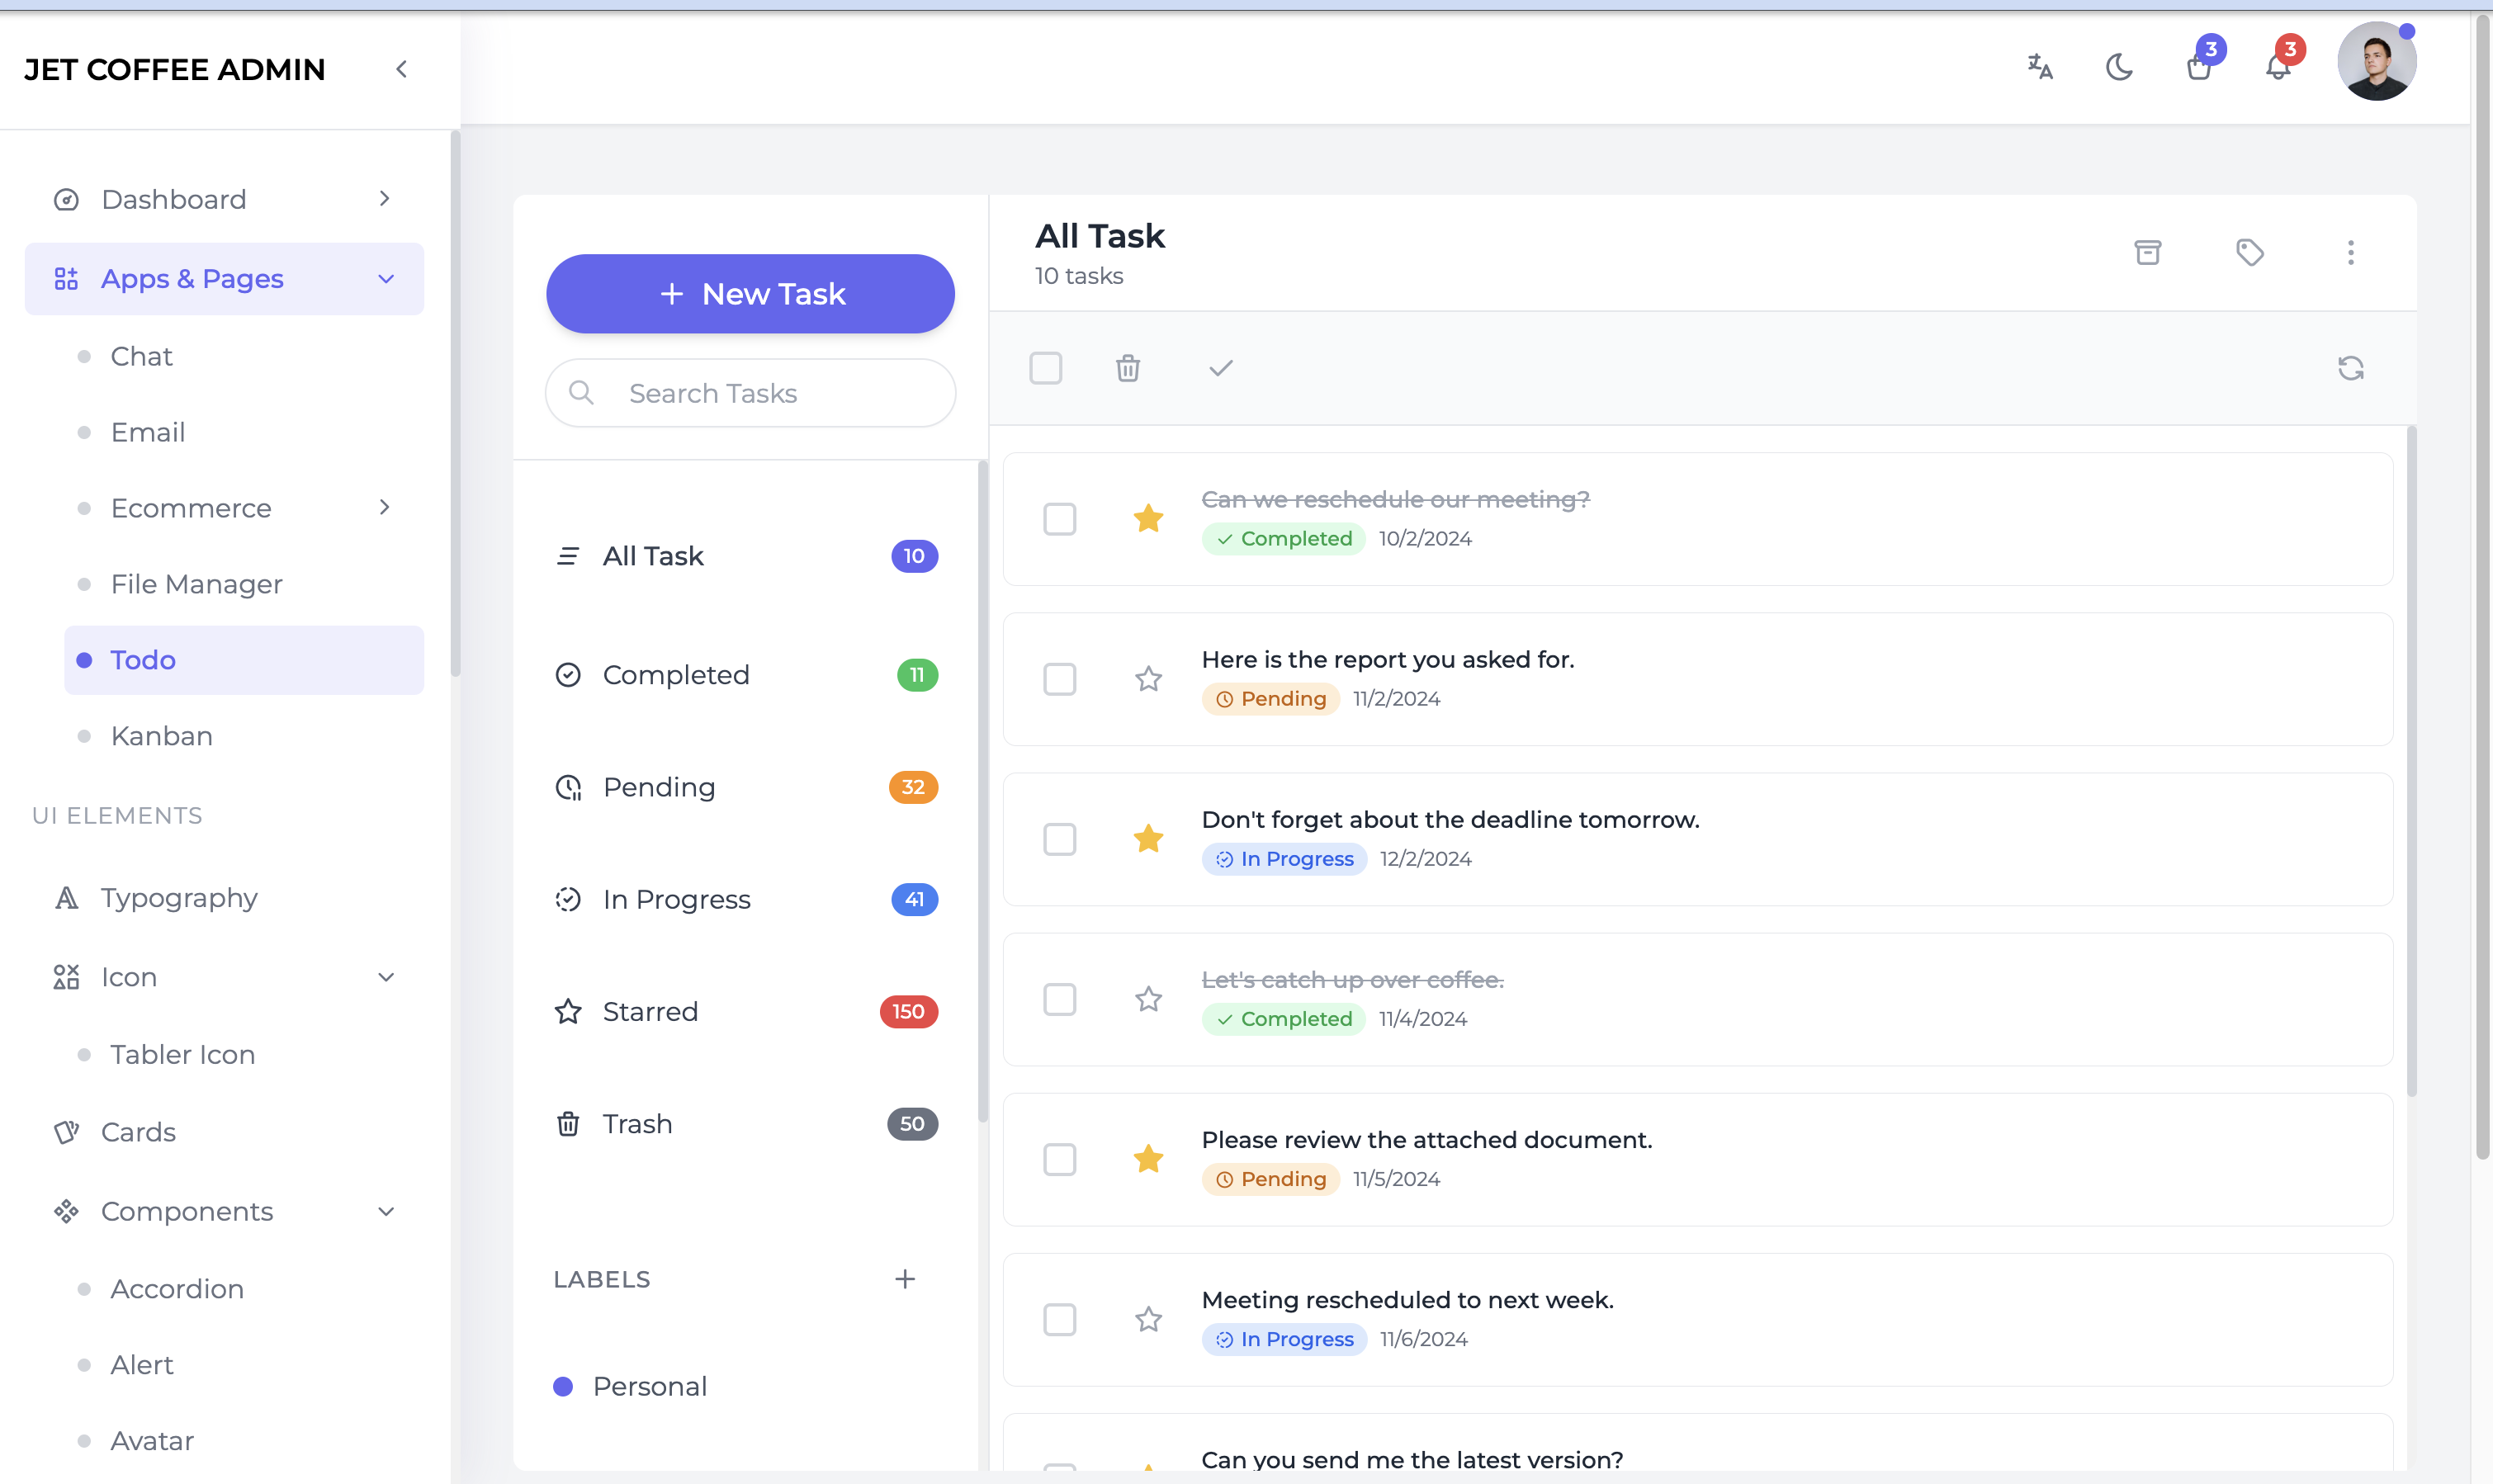 JET COFFEE ADMIN
3
3
Dashboard
Apps & Pages
Chat
Email
Ecommerce
File Manager
Todo
Kanban
UI ELEMENTS
Typography
Icon
Tabler Icon
Cards
Components
Accordion
Alert
Avatar
New Task
Search Tasks
All Task 10
Completed 11
Pending 32
In Progress 41
Starred 150
Trash 50
LABELS
Personal
All Task
10 tasks
Can we reschedule our meeting?
Completed 10/2/2024
Here is the report you asked for.
Pending 11/2/2024
Don't forget about the deadline tomorrow.
In Progress 12/2/2024
Let's catch up over coffee.
Completed 11/4/2024
Please review the attached document.
Pending 11/5/2024
Meeting rescheduled to next week.
In Progress 11/6/2024
Can you send me the latest version?